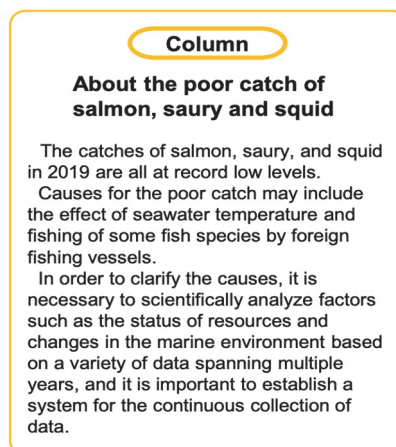 Column
About the poor catch of
salmon, saury and squid
The catches of salmon, saury, and squid
in 2019 are all at record low levels.
Causes for the poor catch may include
the effect of seawater temperature and
fishing of some fish species by foreign
fishing vessels.
In order to clarify the causes, it is
necessary to scientifically analyze factors
such as the status of resources and
changes in the marine environment based
on a variety of data spanning multiple
years, and it is important to establish a
system for the continuous collection of
data.